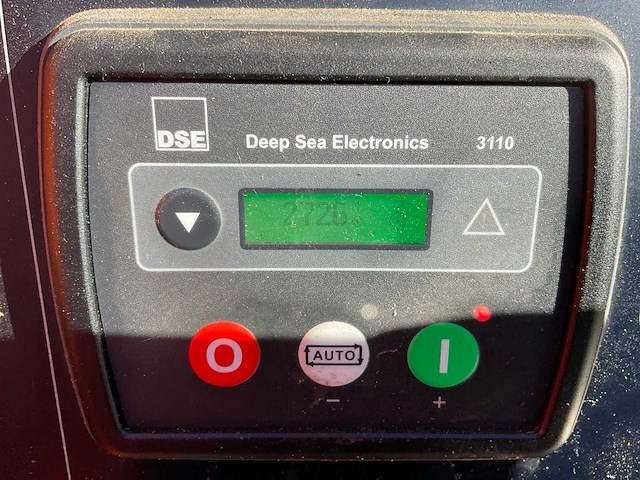 DSE
Deep Sea Electronics 3110
2726
O AUTO I
− +